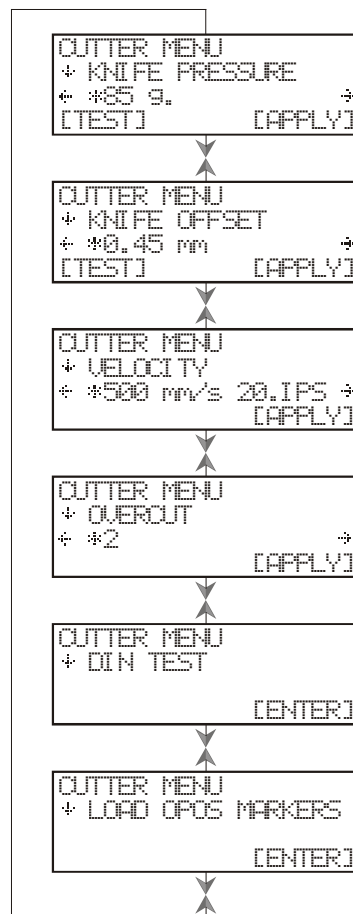 CUTTER MENU
↓ KNIFE PRESSURE
← *85 g. →
[TEST] [APPLY]
CUTTER MENU
↓ KNIFE OFFSET
← *0.45 mm →
[TEST] [APPLY]
CUTTER MENU
↓ VELOCITY
← *500 mm/s 20.IPS →
[APPLY]
CUTTER MENU
↓ OVERCUT
← *2 →
[APPLY]
CUTTER MENU
↓ DIN TEST
[ENTER]
CUTTER MENU
↓ LOAD OPOS MARKERS
[ENTER]